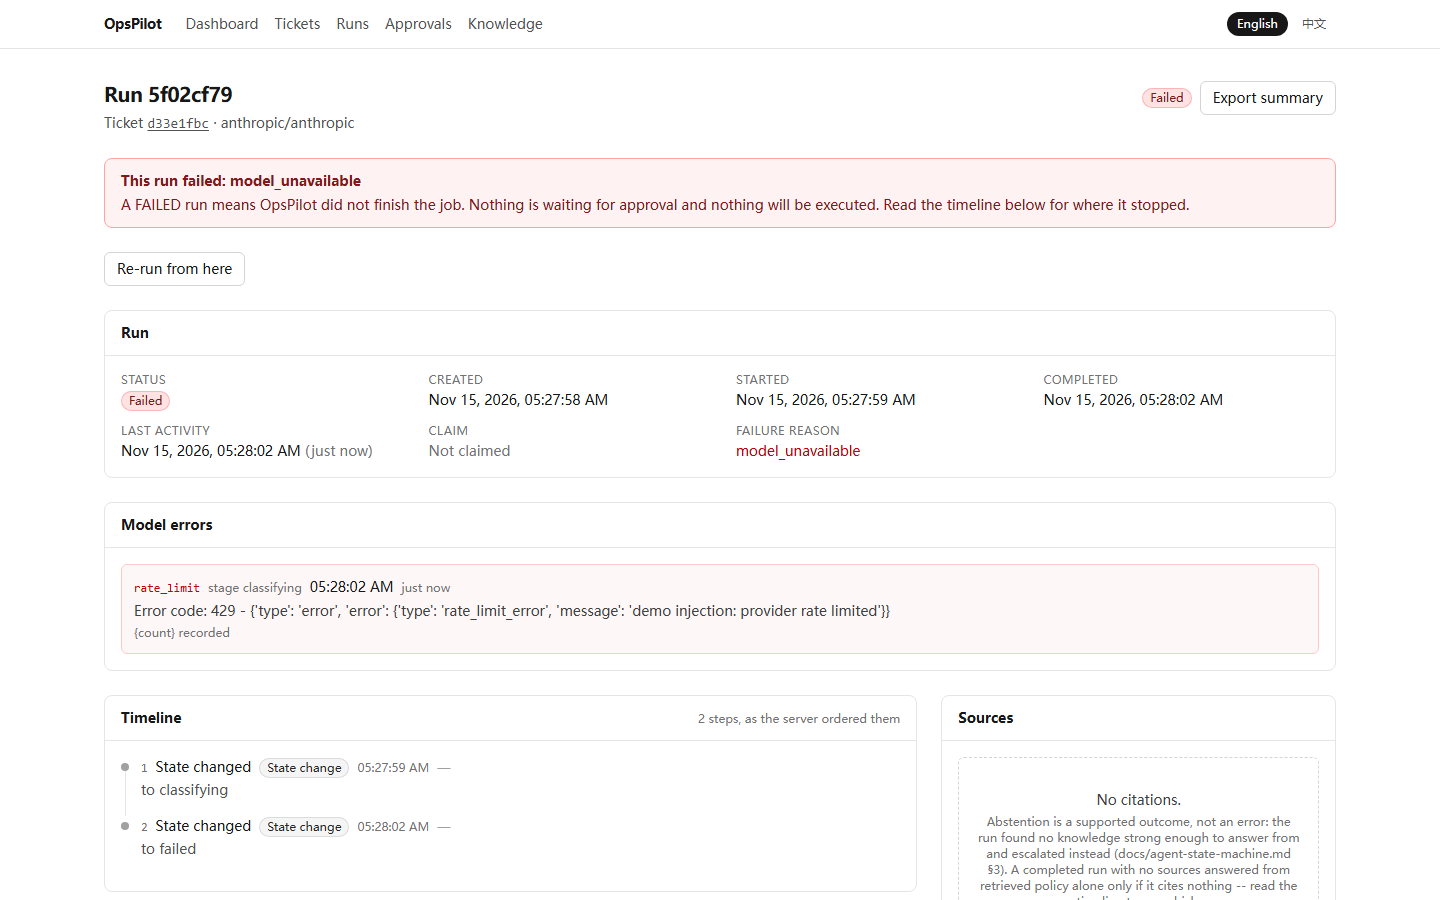 OpsPilot Dashboard Tickets Runs Approvals Knowledge English 中文
Run 5f02cf79
Failed Export summary
Ticket d33e1fbc · anthropic/anthropic
This run failed: model_unavailable
A FAILED run means OpsPilot did not finish the job. Nothing is waiting for approval and nothing will be executed. Read the timeline below for where it stopped.
Re-run from here
Run
STATUS CREATED STARTED COMPLETED
Failed Nov 15, 2026, 05:27:58 AM Nov 15, 2026, 05:27:59 AM Nov 15, 2026, 05:28:02 AM
LAST ACTIVITY CLAIM FAILURE REASON
Nov 15, 2026, 05:28:02 AM (just now) Not claimed model_unavailable
Model errors
rate_limit stage classifying 05:28:02 AM just now
Error code: 429 - {'type': 'error', 'error': {'type': 'rate_limit_error', 'message': 'demo injection: provider rate limited'}}
{count} recorded
Timeline 2 steps, as the server ordered them
1 State changed State change 05:27:59 AM —
to classifying
2 State changed State change 05:28:02 AM —
to failed
Sources
No citations.
Abstention is a supported outcome, not an error: the
run found no knowledge strong enough to answer from
and escalated instead (docs/agent-state-machine.md
§3). A completed run with no sources answered from
retrieved policy alone only if it cites nothing -- read the